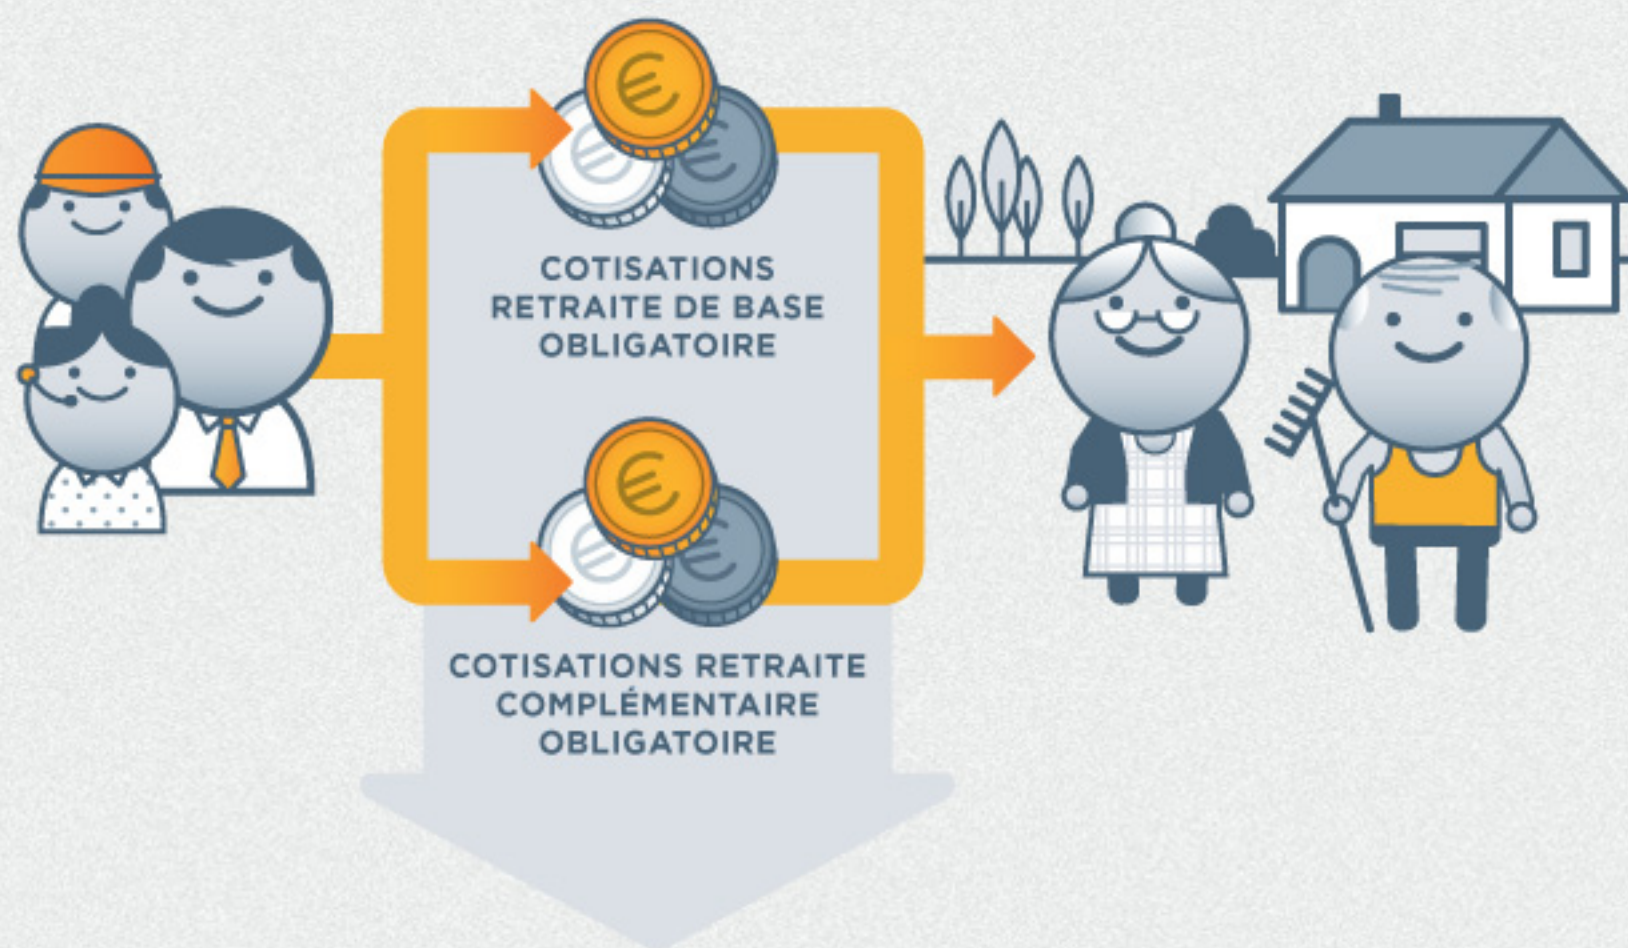 COTISATIONS
RETRAITE DE BASE
OBLIGATOIRE
COTISATIONS RETRAITE
COMPLÉMENTAIRE
OBLIGATOIRE